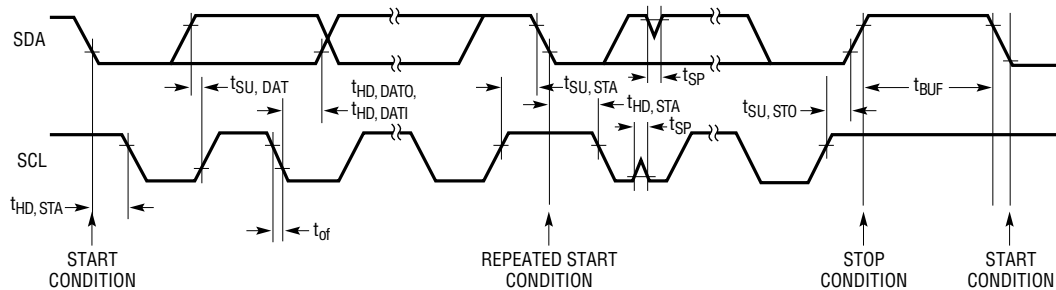 SDA
tSU, DAT
tHD, DATO,
tHD, DATI
tSU, STA
tHD, STA
tSP
tSP
tSU, STO
tBUF
SCL
tHD, STA
tof
START
CONDITION
REPEATED START
CONDITION
STOP
CONDITION
START
CONDITION